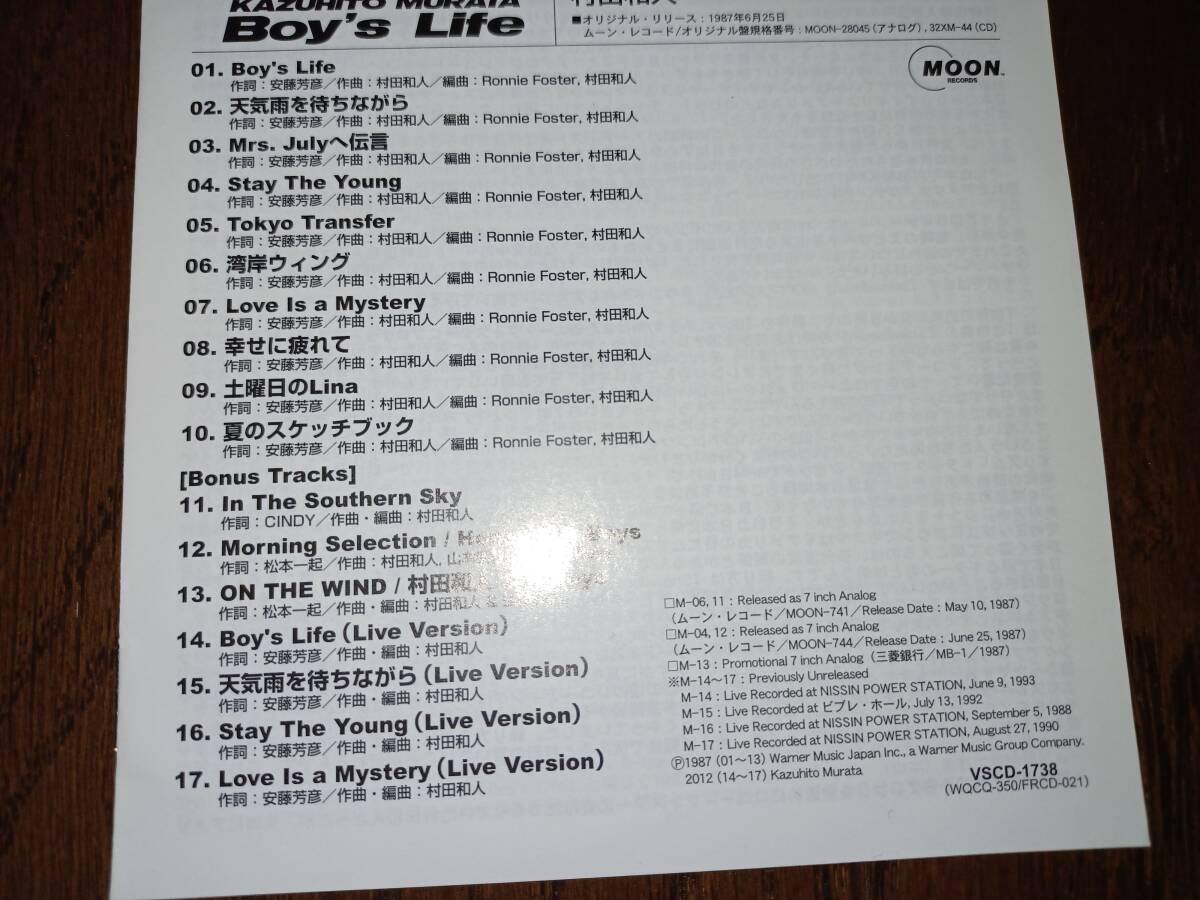 KAZUHITO MURATA
Boy's Life
村田和人
■オリジナル・リリース：1987年6月25日
ムーン・レコード/オリジナル盤規格番号：MOON-28045（アナログ）, 32XM-44（CD）
MOON
RECORDS
01. Boy's Life
作詞：安藤芳彦／作曲：村田和人／編曲：Ronnie Foster, 村田和人
02. 天気雨を待ちながら
作詞：安藤芳彦／作曲：村田和人／編曲：Ronnie Foster, 村田和人
03. Mrs. Julyへ伝言
作詞：安藤芳彦／作曲：村田和人／編曲：Ronnie Foster, 村田和人
04. Stay The Young
作詞：安藤芳彦／作曲：村田和人／編曲：Ronnie Foster, 村田和人
05. Tokyo Transfer
作詞：安藤芳彦／作曲：村田和人／編曲：Ronnie Foster, 村田和人
06. 湾岸ウィング
作詞：安藤芳彦／作曲：村田和人／編曲：Ronnie Foster, 村田和人
07. Love Is a Mystery
作詞：安藤芳彦／作曲：村田和人／編曲：Ronnie Foster, 村田和人
08. 幸せに疲れて
作詞：安藤芳彦／作曲：村田和人／編曲：Ronnie Foster, 村田和人
09. 土曜日のLina
作詞：安藤芳彦／作曲：村田和人／編曲：Ronnie Foster, 村田和人
10. 夏のスケッチブック
作詞：安藤芳彦／作曲：村田和人／編曲：Ronnie Foster, 村田和人
[Bonus Tracks]
11. In The Southern Sky
作詞：CINDY／作曲・編曲：村田和人
12. Morning Selection /
作詞：松本一起／作曲：村田和人,
13. ON THE WIND / 村田和
作詞：松本一起／作曲・編曲：村田和人 &
14. Boy's Life（Live Version）
作詞：安藤芳彦／作曲・編曲：村田和人
15. 天気雨を待ちながら（Live Version）
作詞：安藤芳彦／作曲・編曲：村田和人
16. Stay The Young（Live Version）
作詞：安藤芳彦／作曲・編曲：村田和人
17. Love Is a Mystery（Live Version）
作詞：安藤芳彦／作曲・編曲：村田和人
□M-06, 11：Released as 7 inch Analog
（ムーン・レコード／MOON-741／Release Date：May 10, 1987）
□M-04, 12：Released as 7 inch Analog
（ムーン・レコード／MOON-744／Release Date：June 25, 1987）
□M-13：Promotional 7 inch Analog（三菱銀行／MB-1／1987）
※M-14〜17：Previously Unreleased
M-14：Live Recorded at NISSIN POWER STATION, June 9, 1993
M-15：Live Recorded at ビブレ・ホール, July 13, 1992
M-16：Live Recorded at NISSIN POWER STATION, September 5, 1988
M-17：Live Recorded at NISSIN POWER STATION, August 27, 1990
Ⓟ1987（01〜13）Warner Music Japan Inc., a Warner Music Group Company.
2012（14〜17）Kazuhito Murata
VSCD-1738
(WQCQ-350/FRCD-021)